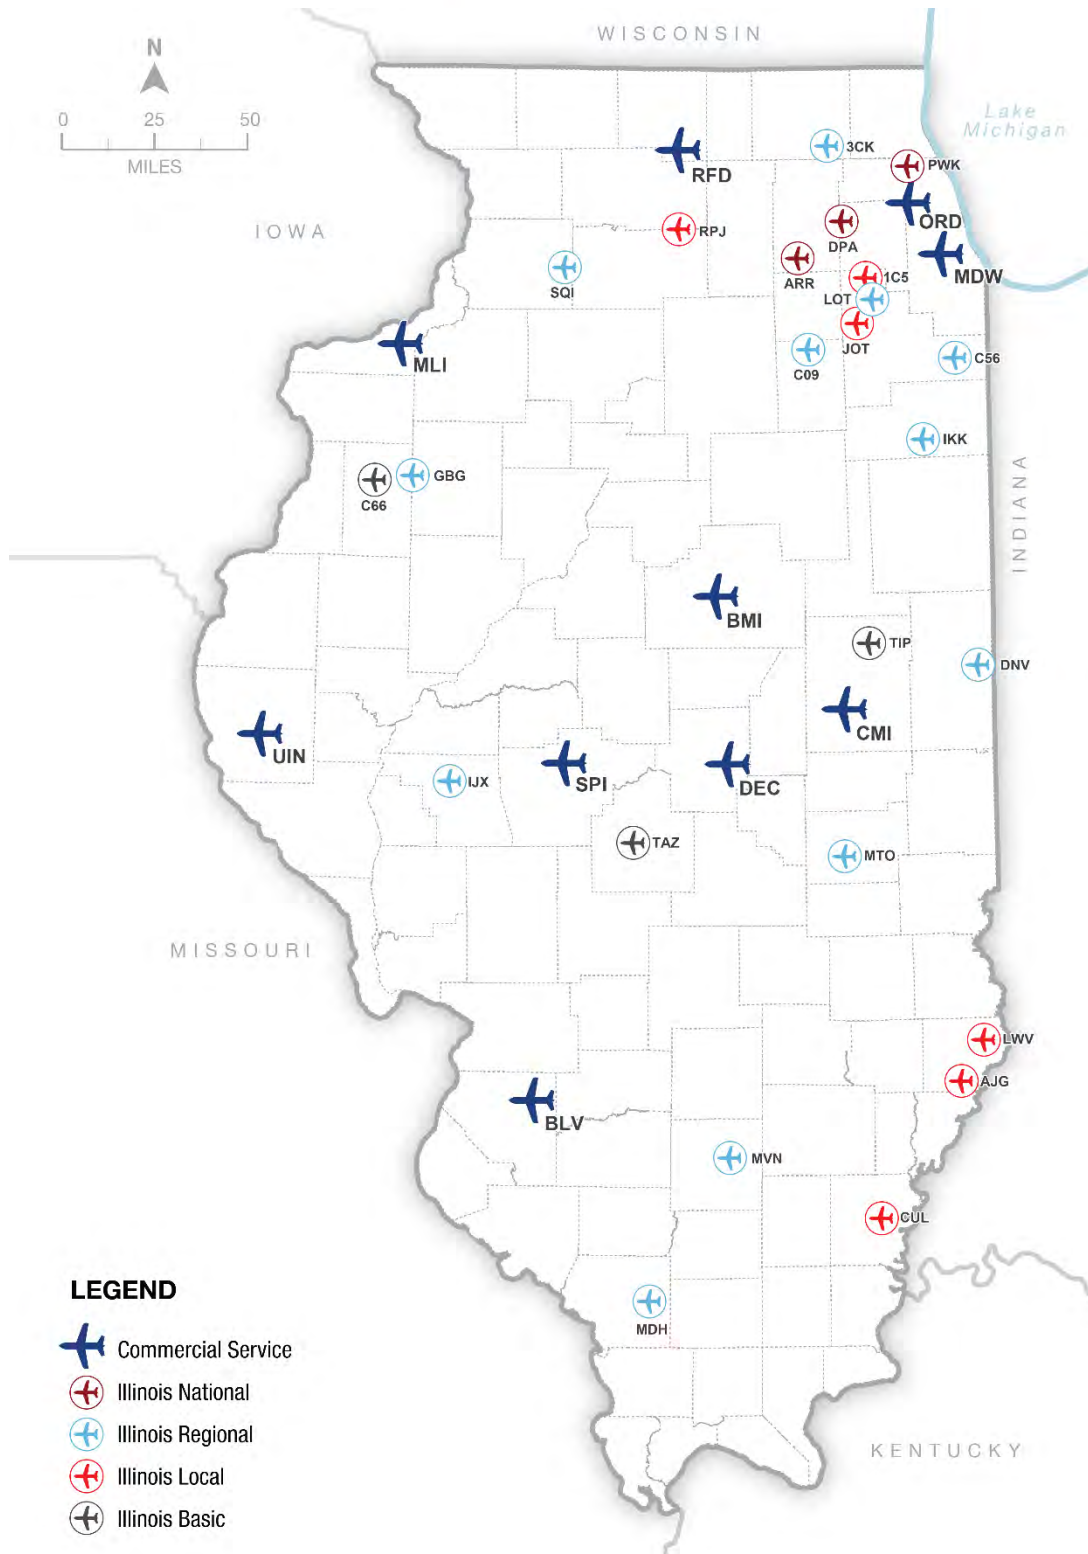 WISCONSIN
N
0 25 50
MILES
Lake
Michigan
IOWA
3CK
PWK
RFD
ORD
RPJ
DPA
MDW
ARR
1C5
SQI
LOT
JOT
MLI
C09
C56
IKK
GBG
C66
INDIANA
BMI
TIP
DNV
CMI
UIN
SPI
DEC
IJX
TAZ
MTO
MISSOURI
LWV
AJG
BLV
MVN
CUL
MDH
LEGEND
Commercial Service
Illinois National
Illinois Regional
Illinois Local
Illinois Basic
KENTUCKY